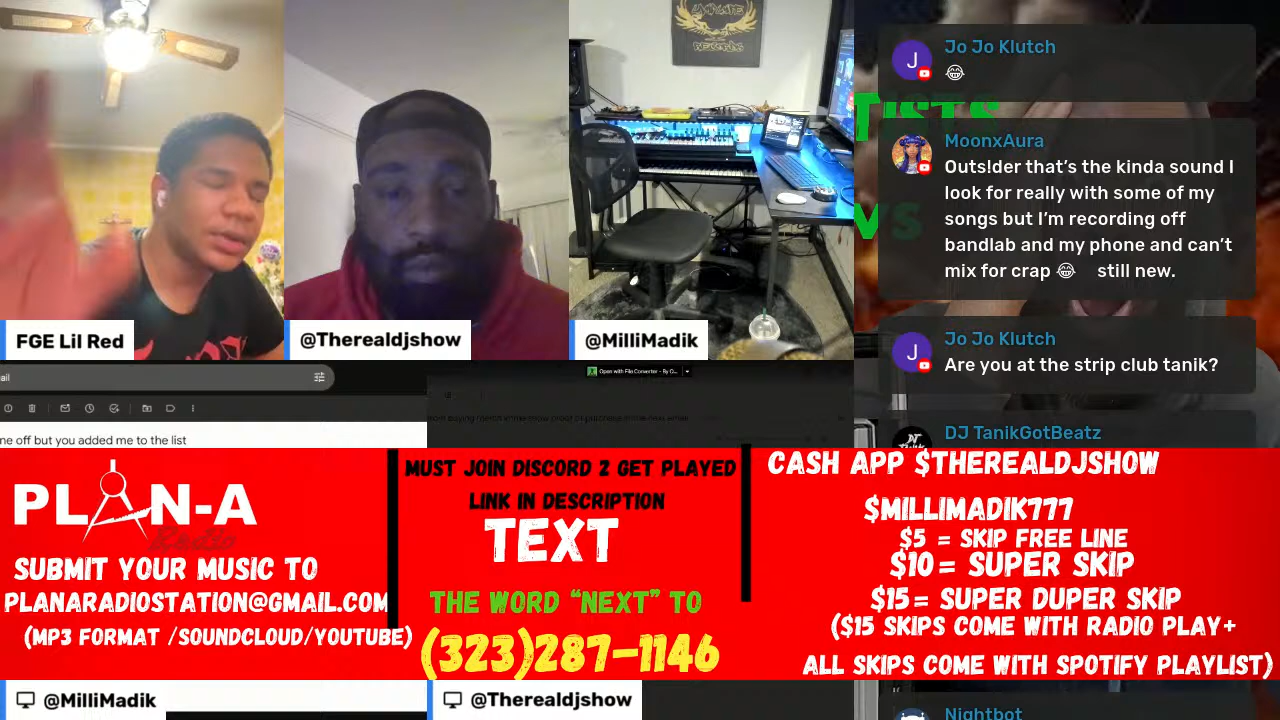 Jo Jo Klutch
😂
MoonxAura
Outs!der that's the kinda sound I
look for really with some of my
songs but I'm recording off
bandlab and my phone and can't
mix for crap 😂 still new.
Jo Jo Klutch
Are you at the strip club tanik?
DJ TanikGotBeatz
Nightbot
FGE Lil Red
@Therealdjshow
@MilliMadik
ail
ne off but you added me to the list
PLAN-A
Radio
SUBMIT YOUR MUSIC TO
PLANARADIOSTATION@GMAIL.COM
(MP3 FORMAT /SOUNDCLOUD/YOUTUBE)
MUST JOIN DISCORD 2 GET PLAYED
LINK IN DESCRIPTION
TEXT
THE WORD "NEXT" TO
(323)287-1146
CASH APP $THEREALDJSHOW
$MILLIMADIK777
$5 = SKIP FREE LINE
$10 = SUPER SKIP
$15 = SUPER DUPER SKIP
($15 SKIPS COME WITH RADIO PLAY+
ALL SKIPS COME WITH SPOTIFY PLAYLIST)
@MilliMadik
@Therealdjshow